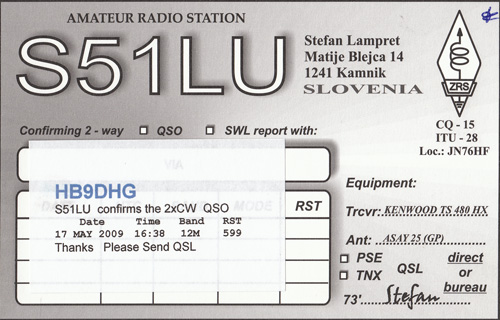 AMATEUR RADIO STATION
S51LU
Stefan Lampret
Matije Blejca 14
1241 Kamnik
SLOVENIA
ZRS
CQ - 15
ITU - 28
Loc.: JN76HF
Confirming 2 - way QSO SWL report with:
HB9DHG
S51LU confirms the 2xCW QSO
Date Time Band RST
17 MAY 2009 16:38 12M 599
Thanks Please Send QSL
MODE RST
Equipment:
Trcvr: KENWOOD TS 480 HX
Ant: ASAY 25 (GP)
PSE QSL direct
TNX or
bureau
73' Stefan